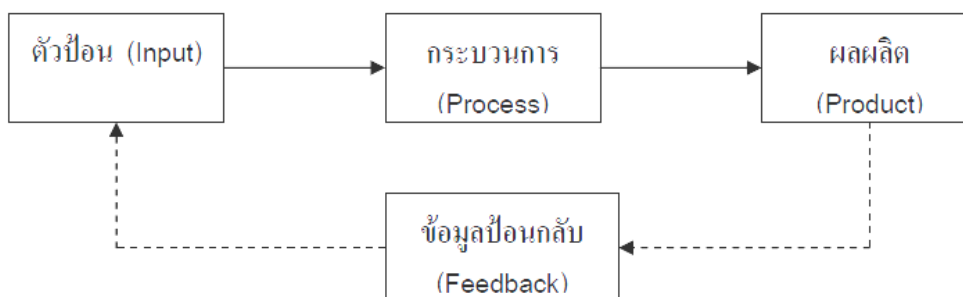 ตัวป้อน (Input)
กระบวนการ
(Process)
ผลผลิต
(Product)
ข้อมูลป้อนกลับ
(Feedback)